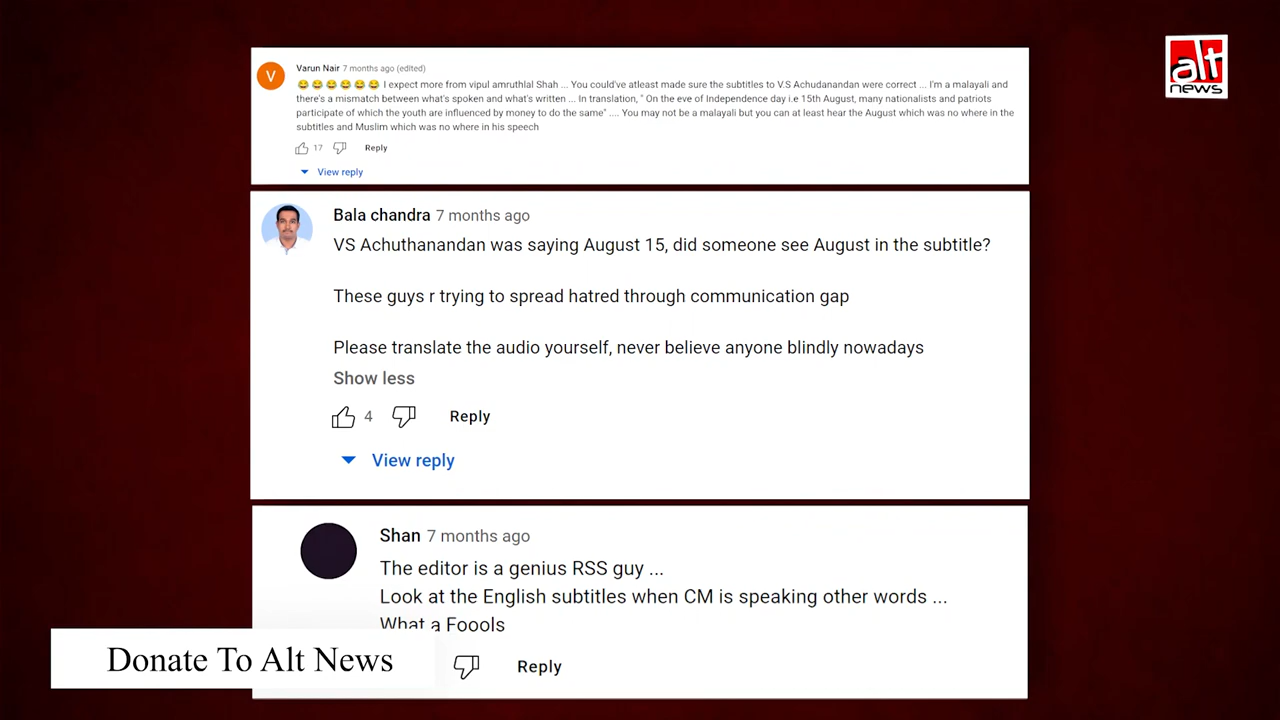 alt
news
V
Varun Nair 7 months ago (edited)
😂😂😂😂😂😂 I expect more from vipul amruthlal Shah ... You could've atleast made sure the subtitles to V.S Achudanandan were correct ... I'm a malayali and
there's a mismatch between what's spoken and what's written ... In translation, " On the eve of Independence day i.e 15th August, many nationalists and patriots
participate of which the youth are influenced by money to do the same" .... You may not be a malayali but you can at least hear the August which was no where in the
subtitles and Muslim which was no where in his speech
17 Reply
View reply
Bala chandra 7 months ago
VS Achuthanandan was saying August 15, did someone see August in the subtitle?
These guys r trying to spread hatred through communication gap
Please translate the audio yourself, never believe anyone blindly nowadays
Show less
4 Reply
View reply
Shan 7 months ago
The editor is a genius RSS guy ...
Look at the English subtitles when CM is speaking other words ...
What a Foools
Reply
Donate To Alt News